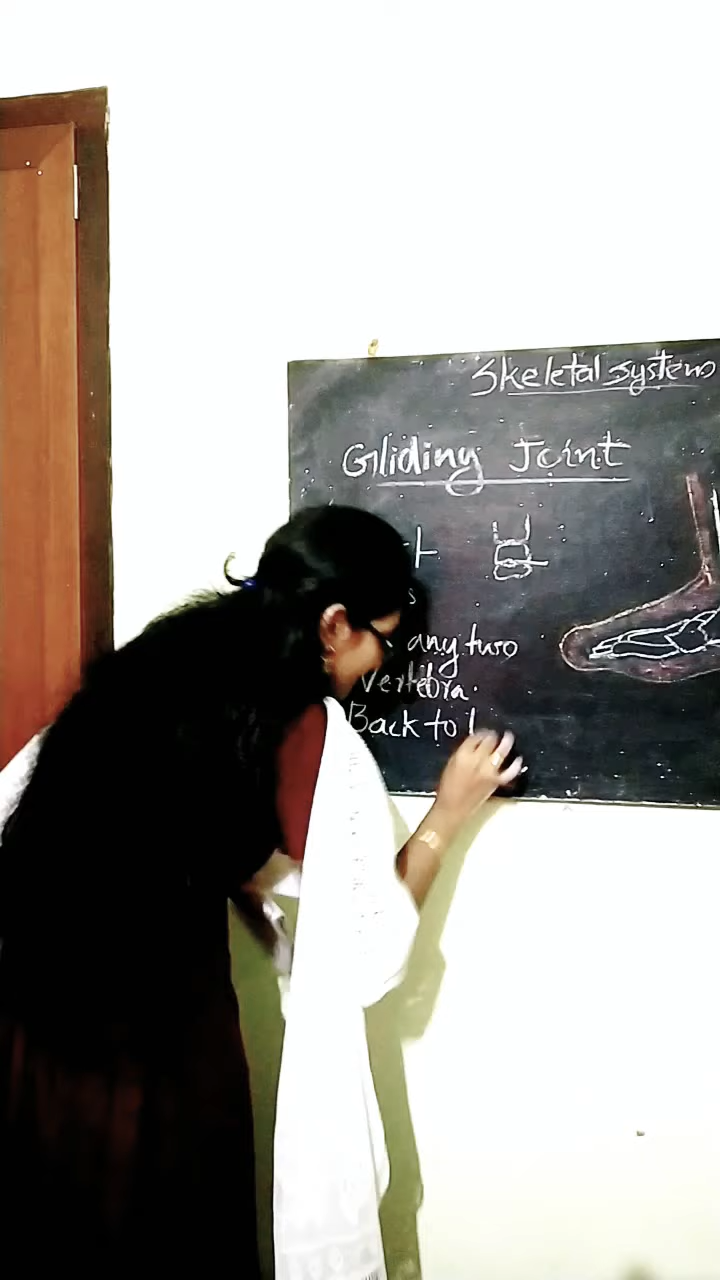 Skeletal system
Gliding Joint
any two
Vertebra.
Back to